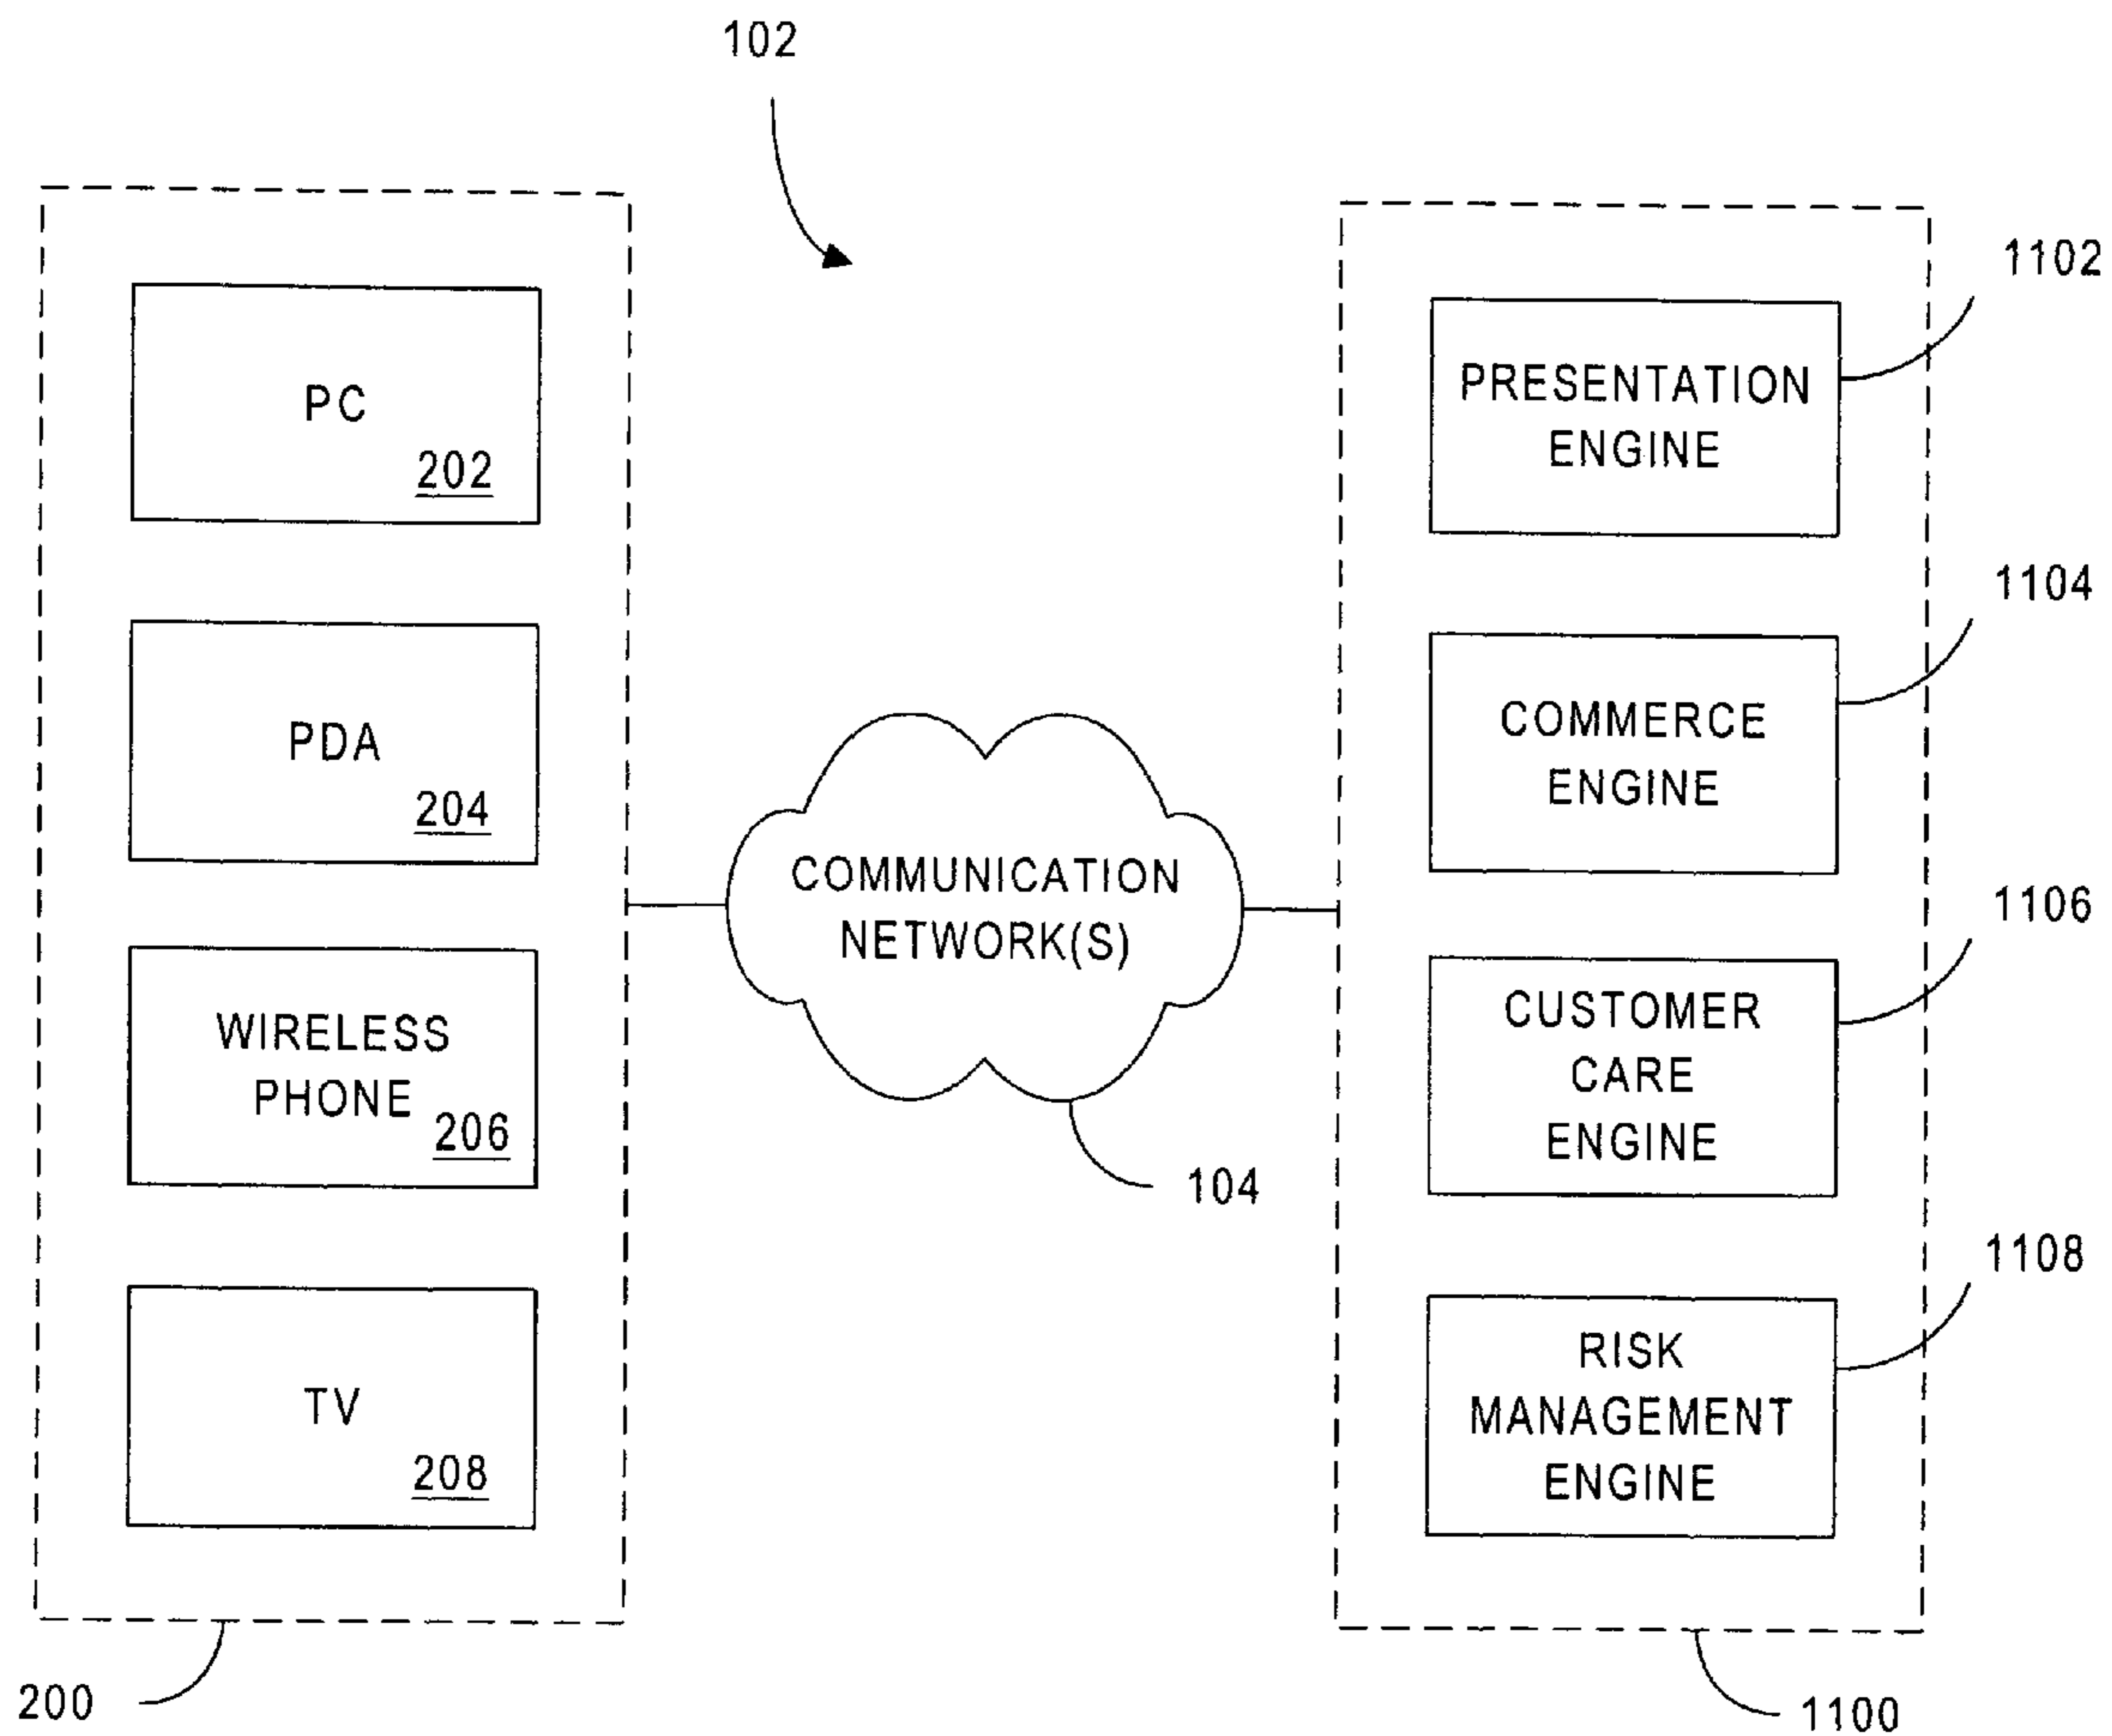 102
PC
202
PDA
204
WIRELESS
PHONE
206
TV
208
200
COMMUNICATION
NETWORK(S)
104
PRESENTATION
ENGINE
1102
COMMERCE
ENGINE
1104
CUSTOMER
CARE
ENGINE
1106
RISK
MANAGEMENT
ENGINE
1108
1100